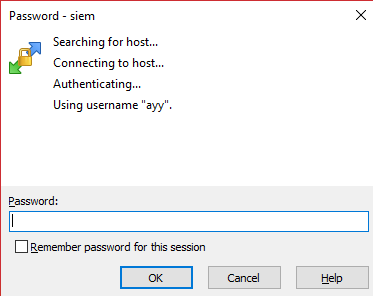 Password - siem
Searching for host...
Connecting to host...
Authenticating...
Using username "ayy".
Password:
Remember password for this session
OK Cancel Help